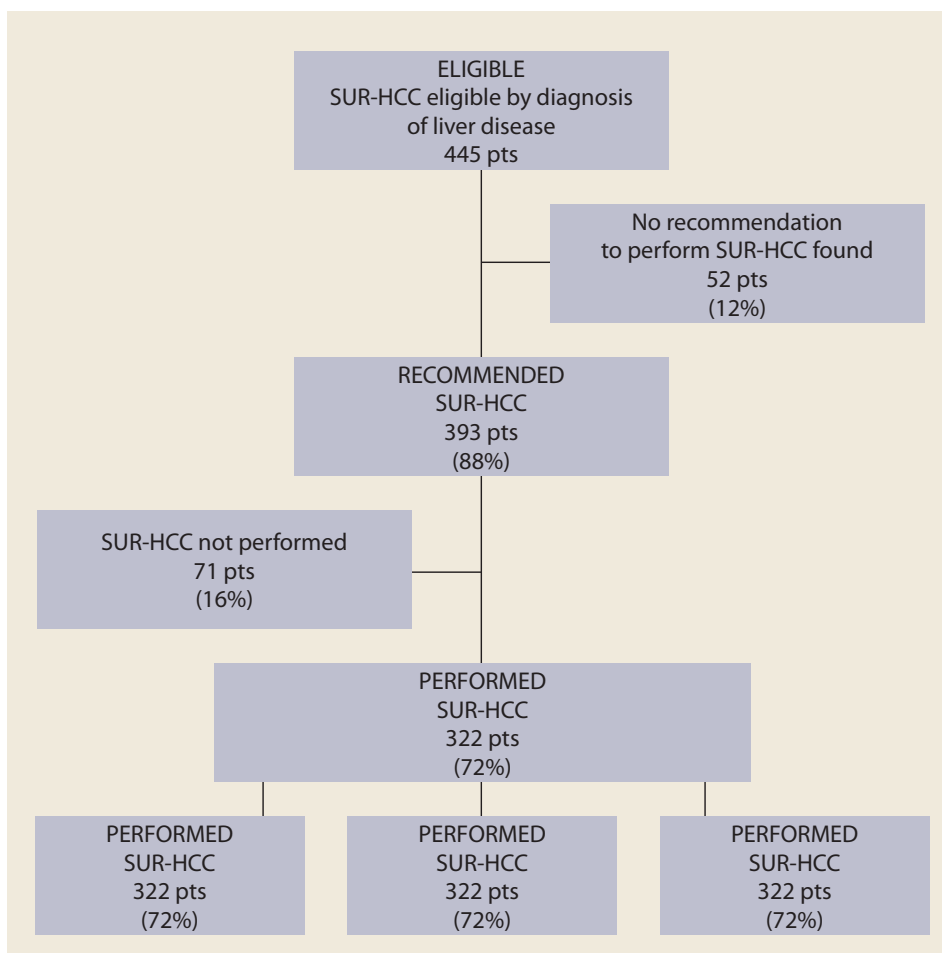 ELIGIBLE
SUR-HCC eligible by diagnosis
of liver disease
445 pts
No recommendation
to perform SUR-HCC found
52 pts
(12%)
RECOMMENDED
SUR-HCC
393 pts
(88%)
SUR-HCC not performed
71 pts
(16%)
PERFORMED
SUR-HCC
322 pts
(72%)
PERFORMED
SUR-HCC
322 pts
(72%)
PERFORMED
SUR-HCC
322 pts
(72%)
PERFORMED
SUR-HCC
322 pts
(72%)